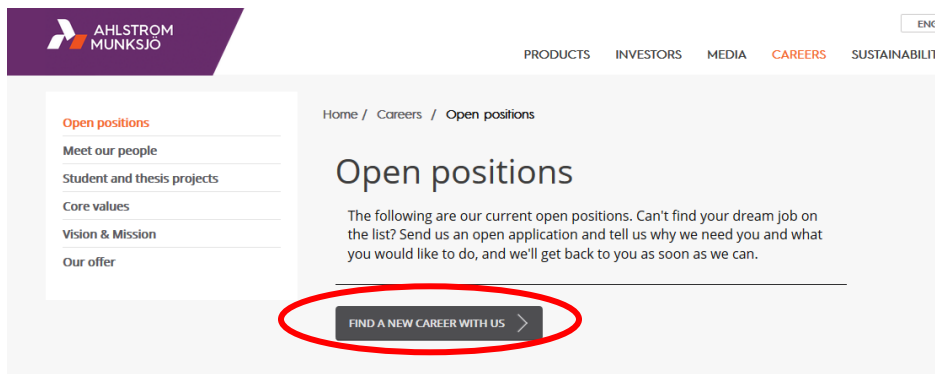 AHLSTROM
MUNKSJÖ
ENG
PRODUCTS INVESTORS MEDIA CAREERS SUSTAINABILIT
Open positions
Meet our people
Student and thesis projects
Core values
Vision & Mission
Our offer
Home / Careers / Open positions
Open positions
The following are our current open positions. Can't find your dream job on
the list? Send us an open application and tell us why we need you and what
you would like to do, and we'll get back to you as soon as we can.
FIND A NEW CAREER WITH US